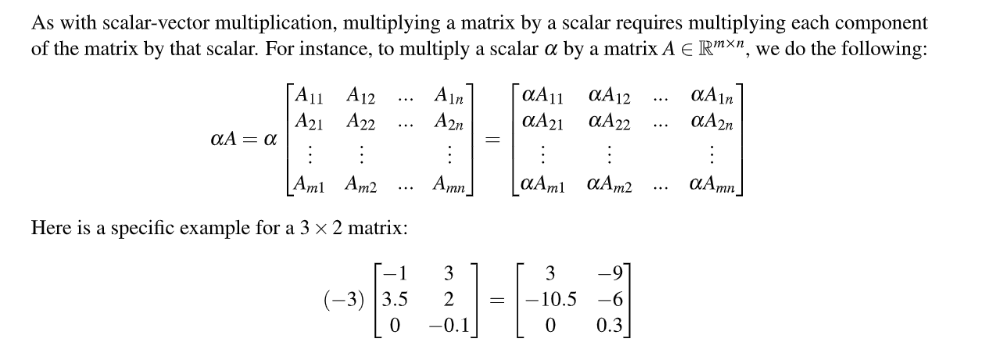 As with scalar-vector multiplication, multiplying a matrix by a scalar requires multiplying each component
of the matrix by that scalar. For instance, to multiply a scalar α by a matrix A ∈ ℝᵐˣⁿ, we do the following:
αA = α [A₁₁ A₁₂ ... A₁ₙ; A₂₁ A₂₂ ... A₂ₙ; ⋮ ⋮ ⋮; Aₘ₁ Aₘ₂ ... Aₘₙ] = [αA₁₁ αA₁₂ ... αA₁ₙ; αA₂₁ αA₂₂ ... αA₂ₙ; ⋮ ⋮ ⋮; αAₘ₁ αAₘ₂ ... αAₘₙ]
Here is a specific example for a 3 × 2 matrix:
(−3) [−1 3; 3.5 2; 0 −0.1] = [3 −9; −10.5 −6; 0 0.3]